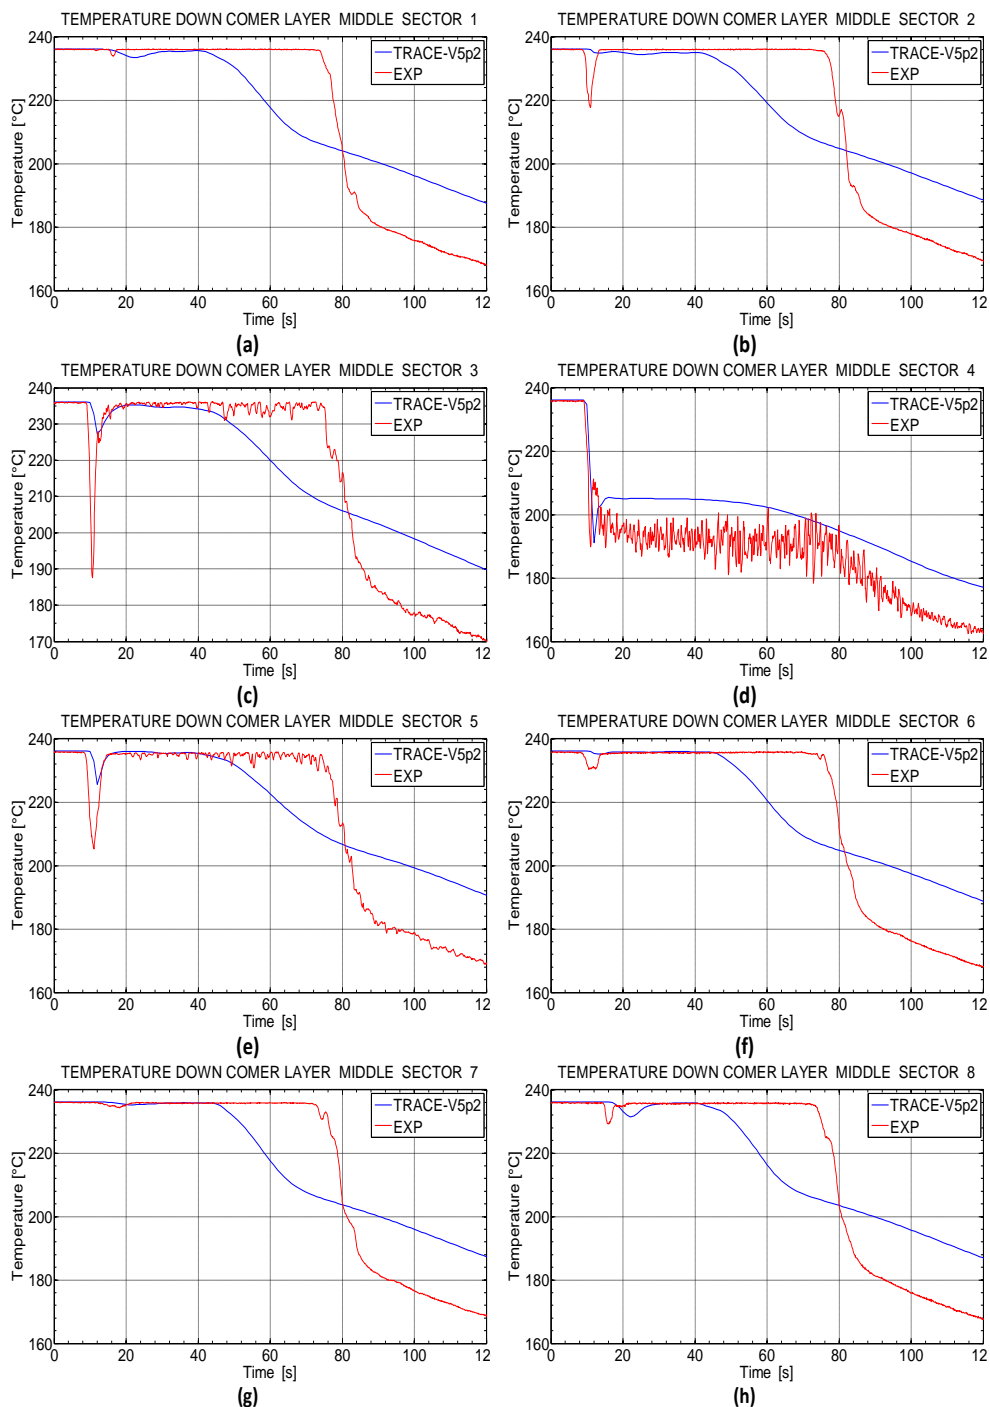 TEMPERATURE DOWN COMER LAYER MIDDLE SECTOR 1
TRACE-V5p2
EXP
Temperature [°C]
240
220
200
180
160
0 20 40 60 80 100 12
Time [s]
(a)
TEMPERATURE DOWN COMER LAYER MIDDLE SECTOR 2
TRACE-V5p2
EXP
Temperature [°C]
240
220
200
180
160
0 20 40 60 80 100 12
Time [s]
(b)
TEMPERATURE DOWN COMER LAYER MIDDLE SECTOR 3
TRACE-V5p2
EXP
Temperature [°C]
240
230
220
210
200
190
180
170
0 20 40 60 80 100 12
Time [s]
(c)
TEMPERATURE DOWN COMER LAYER MIDDLE SECTOR 4
TRACE-V5p2
EXP
Temperature [°C]
240
220
200
180
160
0 20 40 60 80 100 12
Time [s]
(d)
TEMPERATURE DOWN COMER LAYER MIDDLE SECTOR 5
TRACE-V5p2
EXP
Temperature [°C]
240
220
200
180
160
0 20 40 60 80 100 12
Time [s]
(e)
TEMPERATURE DOWN COMER LAYER MIDDLE SECTOR 6
TRACE-V5p2
EXP
Temperature [°C]
240
220
200
180
160
0 20 40 60 80 100 12
Time [s]
(f)
TEMPERATURE DOWN COMER LAYER MIDDLE SECTOR 7
TRACE-V5p2
EXP
Temperature [°C]
240
220
200
180
160
0 20 40 60 80 100 12
Time [s]
(g)
TEMPERATURE DOWN COMER LAYER MIDDLE SECTOR 8
TRACE-V5p2
EXP
Temperature [°C]
240
220
200
180
160
0 20 40 60 80 100 12
Time [s]
(h)